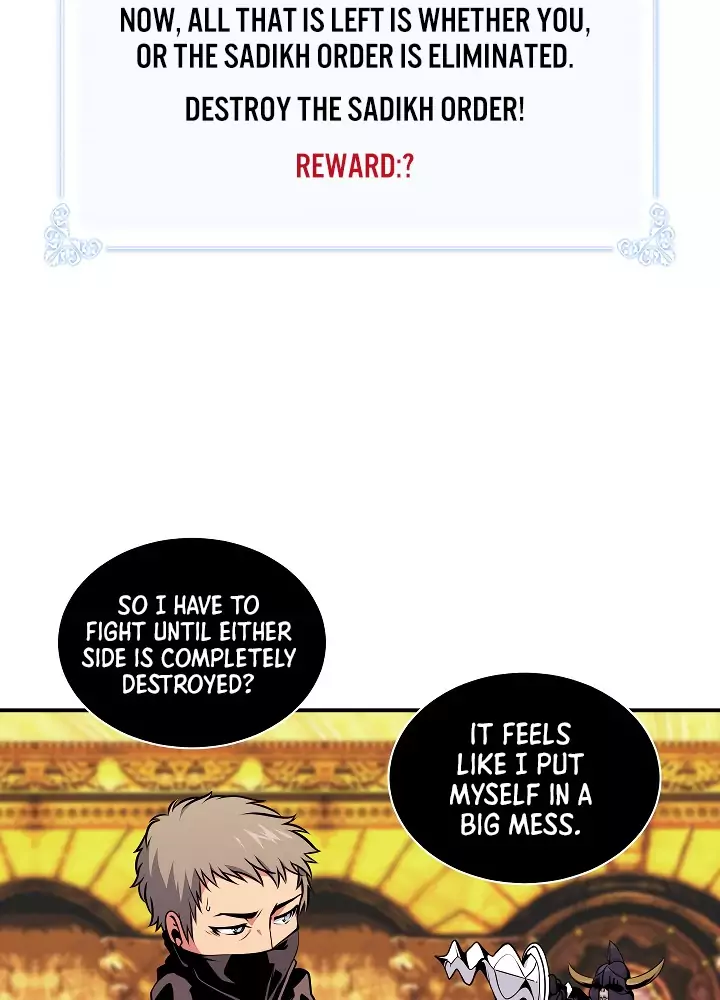 NOW, ALL THAT IS LEFT IS WHETHER YOU,
OR THE SADIKH ORDER IS ELIMINATED.
DESTROY THE SADIKH ORDER!
REWARD:?
SO I HAVE TO
FIGHT UNTIL EITHER
SIDE IS COMPLETELY
DESTROYED?
IT FEELS
LIKE I PUT
MYSELF IN A
BIG MESS.